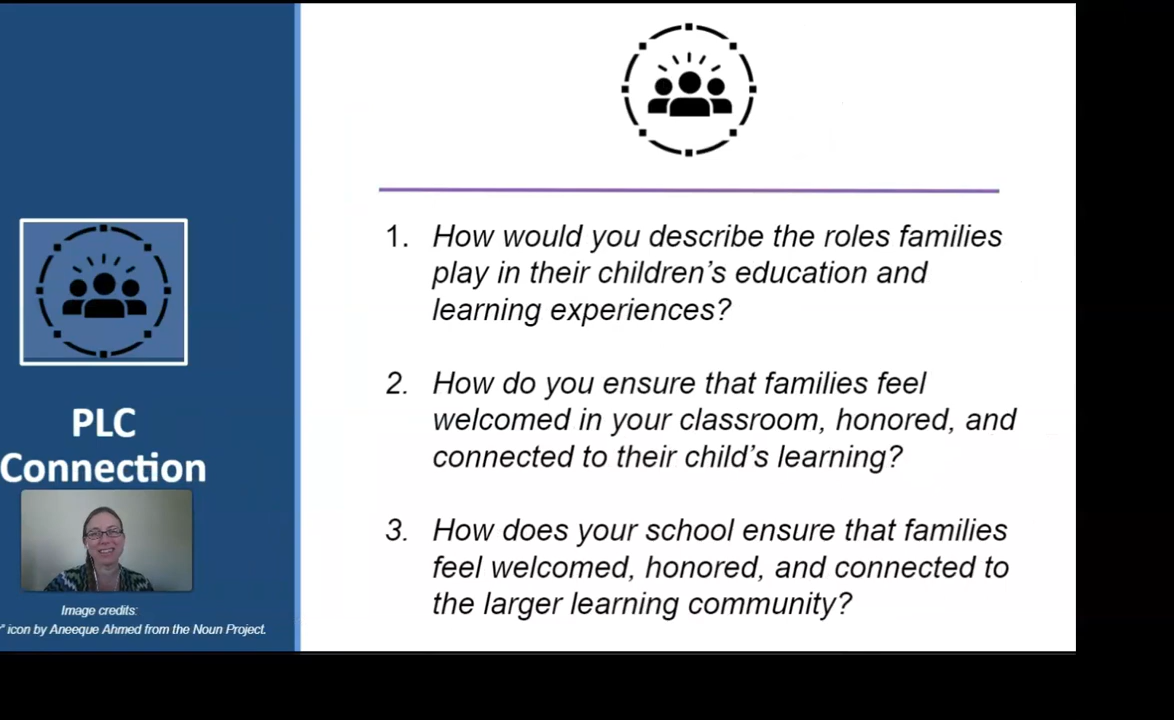 PLC
Connection
Image credits:
icon by Aneeque Ahmed from the Noun Project.
1. How would you describe the roles families
play in their children's education and
learning experiences?
2. How do you ensure that families feel
welcomed in your classroom, honored, and
connected to their child's learning?
3. How does your school ensure that families
feel welcomed, honored, and connected to
the larger learning community?